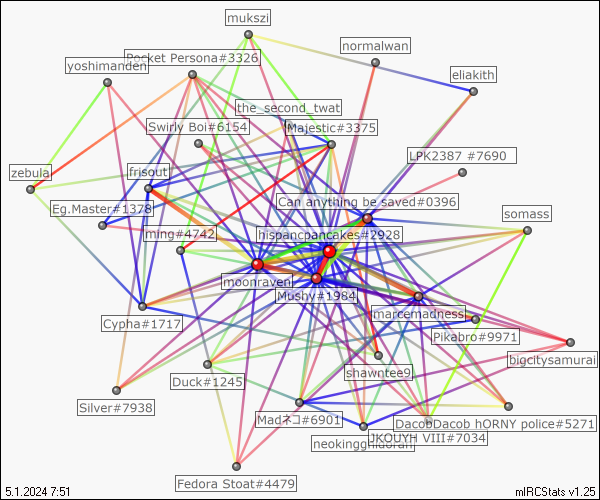 mukszi
normalwan
Pocket Persona#3326
yoshimanden
eliakith
the_second_twat
Swirly Boi#6154
Majestic#3375
LPK2387 #7690
zebula
frisout
Can anything be saved#0396
Eg.Master#1378
somass
ming#4742
hispancpancakes#2928
moonraven
Mushy#1984
marcemadness
Cypha#1717
Pikabro#9971
bigcitysamurai
shawntee9
Duck#1245
Silver#7938
Madネコ#6901
DacobDacob hORNY police#5271
JKOUYH VIII#7034
Fedora Stoat#4479
5.1.2024 7:51
mIRCStats v1.25